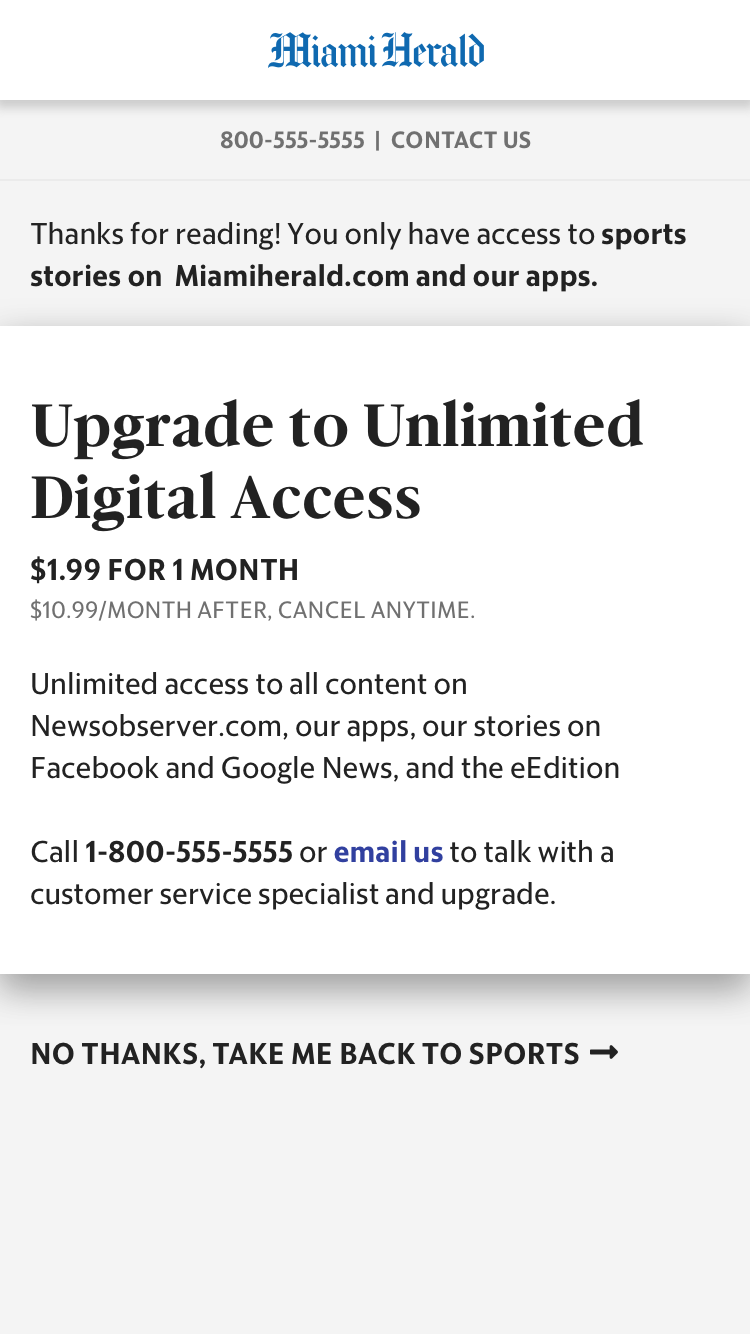 Miami Herald
800-555-5555 | CONTACT US
Thanks for reading! You only have access to sports
stories on Miamiherald.com and our apps.
Upgrade to Unlimited
Digital Access
$1.99 FOR 1 MONTH
$10.99/MONTH AFTER, CANCEL ANYTIME.
Unlimited access to all content on
Newsobserver.com, our apps, our stories on
Facebook and Google News, and the eEdition
Call 1-800-555-5555 or email us to talk with a
customer service specialist and upgrade.
NO THANKS, TAKE ME BACK TO SPORTS →